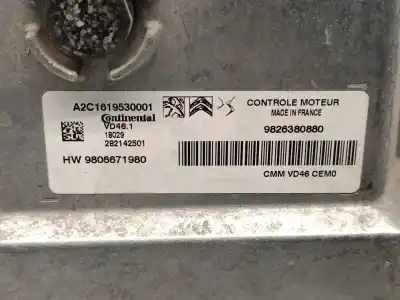 A2C1619530001
Continental
VD46.1
18029
282142501
HW 9806671980
CONTROLE MOTEUR
MADE IN FRANCE
9826380880
CMM VD46 CEM0